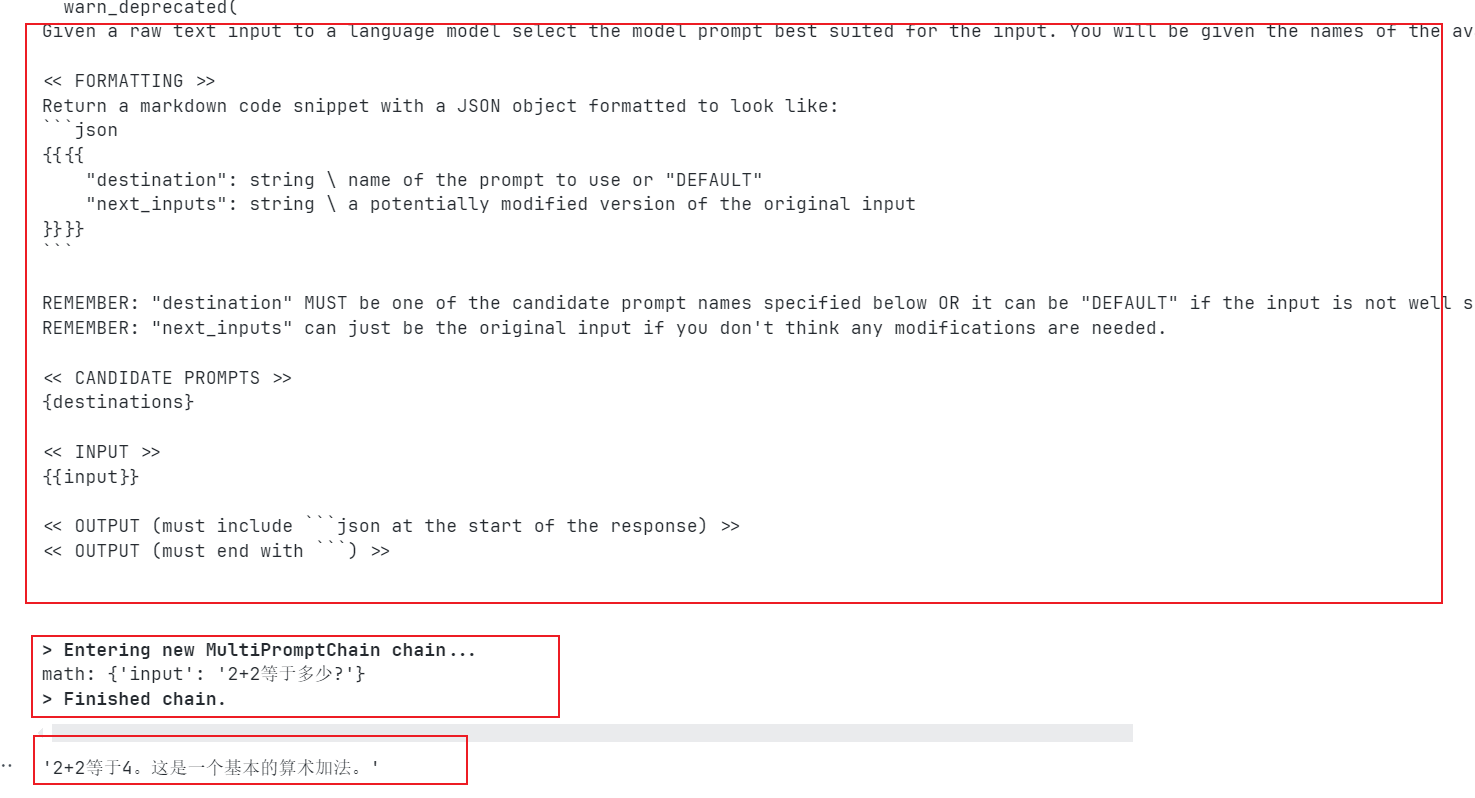 warn_deprecated(
Given a raw text input to a language model select the model prompt best suited for the input. You will be given the names of the av
<< FORMATTING >>
Return a markdown code snippet with a JSON object formatted to look like:
```json
{{{{
    "destination": string \ name of the prompt to use or "DEFAULT"
    "next_inputs": string \ a potentially modified version of the original input
}}}}
```
REMEMBER: "destination" MUST be one of the candidate prompt names specified below OR it can be "DEFAULT" if the input is not well s
REMEMBER: "next_inputs" can just be the original input if you don't think any modifications are needed.
<< CANDIDATE PROMPTS >>
{destinations}
<< INPUT >>
{{input}}
<< OUTPUT (must include ```json at the start of the response) >>
<< OUTPUT (must end with ```) >>
> Entering new MultiPromptChain chain...
math: {'input': '2+2等于多少?'}
> Finished chain.
'2+2等于4。这是一个基本的算术加法。'